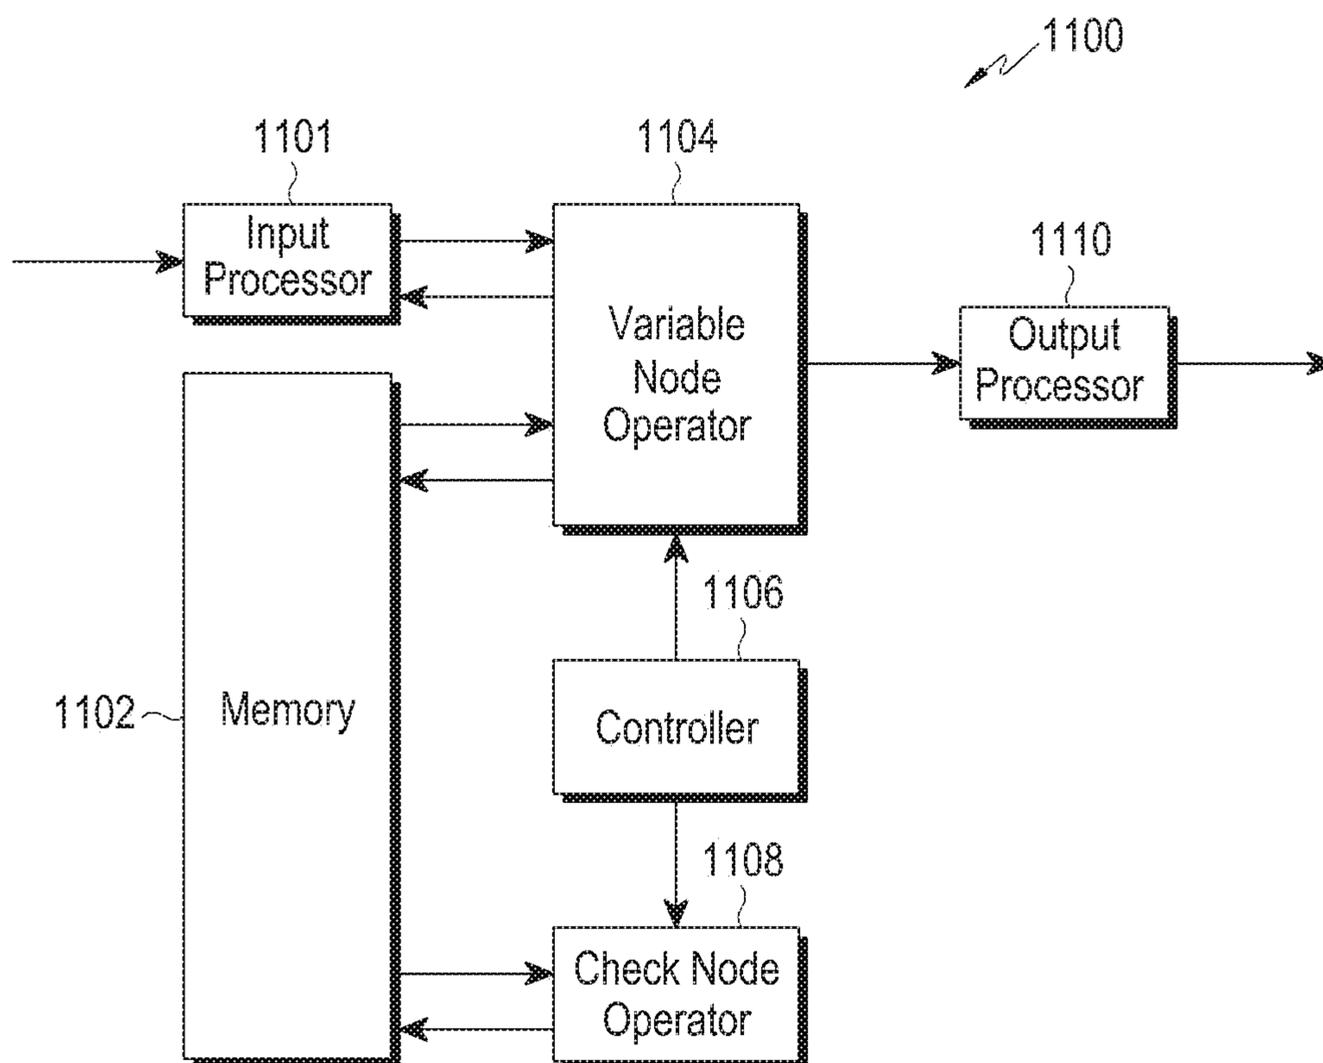 1100
1101
1104
Input
Processor
1110
Variable
Node
Operator
Output
Processor
1106
1102
Memory
Controller
1108
Check Node
Operator